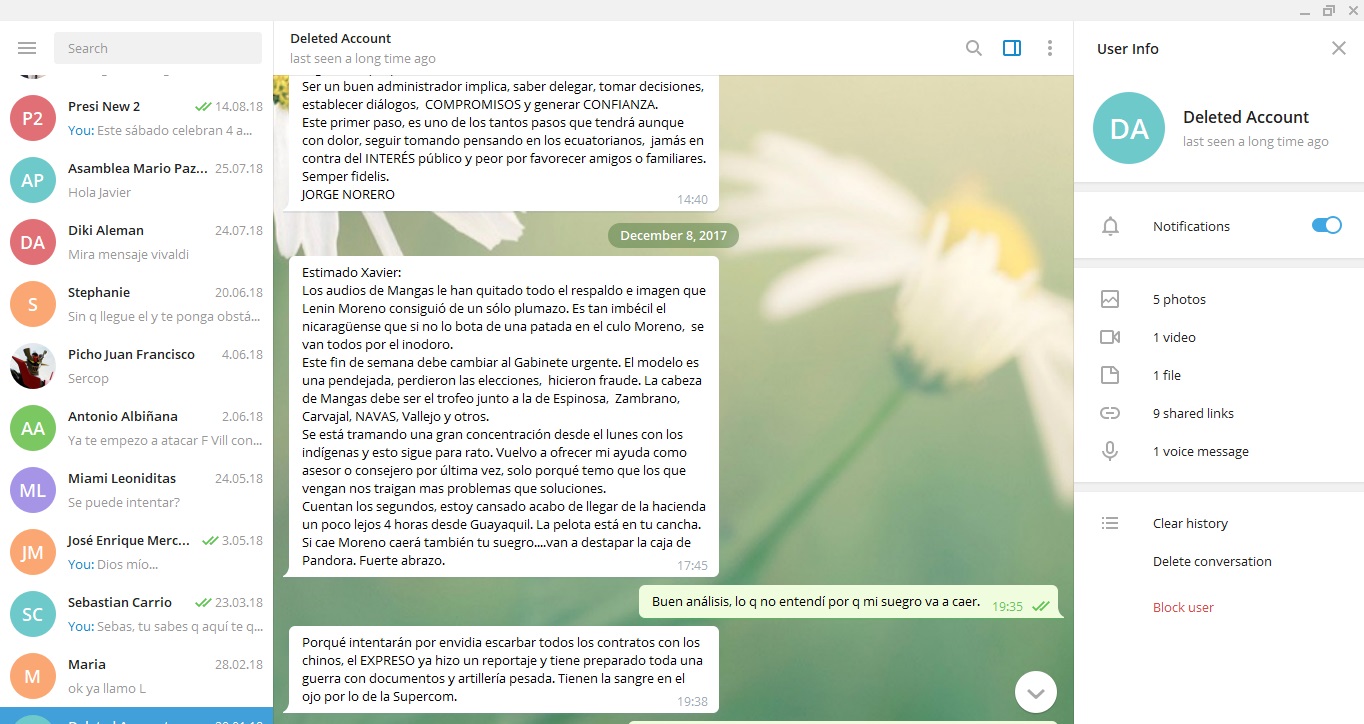 Search
Presi New 2 14.08.18
You: Este sábado celebran 4 a...
AP
Asamblea Mario Paz... 25.07.18
Hola Javier
DA
Diki Aleman 24.07.18
Mira mensaje vivaldi
S
Stephanie 20.06.18
Sin q llegue el y te ponga obstá...
Picho Juan Francisco 4.06.18
Sercop
AA
Antonio Albiñana 2.06.18
Ya te empezo a atacar F Vill con...
ML
Miami Leoniditas 24.05.18
Se puede intentar?
JM
José Enrique Merc... 3.05.18
You: Dios mío...
SC
Sebastian Carrio 23.03.18
You: Sebas, tu sabes q aquí te q...
M
Maria 28.02.18
ok ya llamo L
P2
Deleted Account
last seen a long time ago
Ser un buen administrador implica, saber delegar, tomar decisiones,
establecer diálogos, COMPROMISOS y generar CONFIANZA.
Este primer paso, es uno de los tantos pasos que tendrá aunque
con dolor, seguir tomando pensando en los ecuatorianos, jamás en
contra del INTERÉS público y peor por favorecer amigos o familiares.
Semper fidelis.
JORGE NORERO
14:40
December 8, 2017
Estimado Xavier:
Los audios de Mangas le han quitado todo el respaldo e imagen que
Lenin Moreno consiguió de un sólo plumazo. Es tan imbécil el
nicaragüense que si no lo bota de una patada en el culo Moreno, se
van todos por el inodoro.
Este fin de semana debe cambiar al Gabinete urgente. El modelo es
una pendejada, perdieron las elecciones, hicieron fraude. La cabeza
de Mangas debe ser el trofeo junto a la de Espinosa, Zambrano,
Carvajal, NAVAS, Vallejo y otros.
Se está tramando una gran concentración desde el lunes con los
indígenas y esto sigue para rato. Vuelvo a ofrecer mi ayuda como
asesor o consejero por última vez, solo porqué temo que los que
vengan nos traigan mas problemas que soluciones.
Cuentan los segundos, estoy cansado acabo de llegar de la hacienda
un poco lejos 4 horas desde Guayaquil. La pelota está en tu cancha.
Si cae Moreno caerá también tu suegro....van a destapar la caja de
Pandora. Fuerte abrazo.
17:45
Buen análisis, lo q no entendí por q mi suegro va a caer. 19:35
Porqué intentarán por envidia escarbar todos los contratos con los
chinos, el EXPRESO ya hizo un reportaje y tiene preparado toda una
guerra con documentos y artillería pesada. Tienen la sangre en el
ojo por lo de la Supercom.
19:38
User Info
DA
Deleted Account
last seen a long time ago
Notifications
5 photos
1 video
1 file
9 shared links
1 voice message
Clear history
Delete conversation
Block user